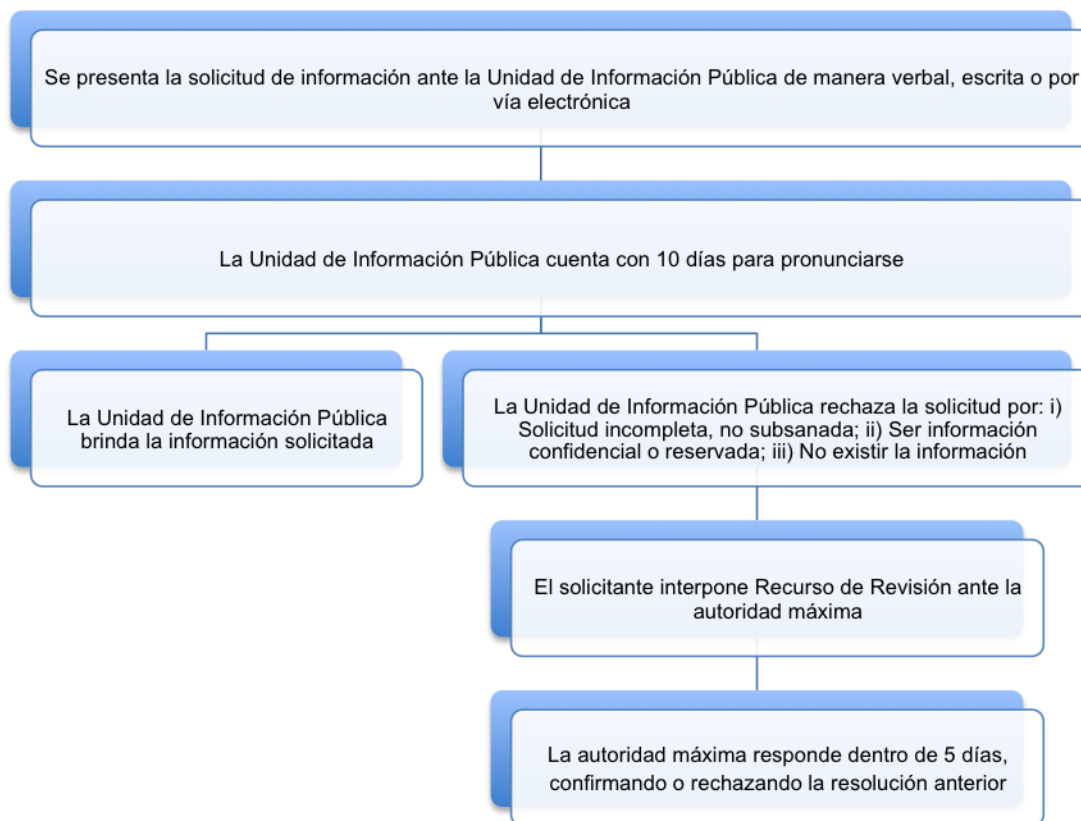 Se presenta la solicitud de información ante la Unidad de Información Pública de manera verbal, escrita o por
vía electrónica
La Unidad de Información Pública cuenta con 10 días para pronunciarse
La Unidad de Información Pública
brinda la información solicitada
La Unidad de Información Pública rechaza la solicitud por: i)
Solicitud incompleta, no subsanada; ii) Ser información
confidencial o reservada; iii) No existir la información
El solicitante interpone Recurso de Revisión ante la
autoridad máxima
La autoridad máxima responde dentro de 5 días,
confirmando o rechazando la resolución anterior